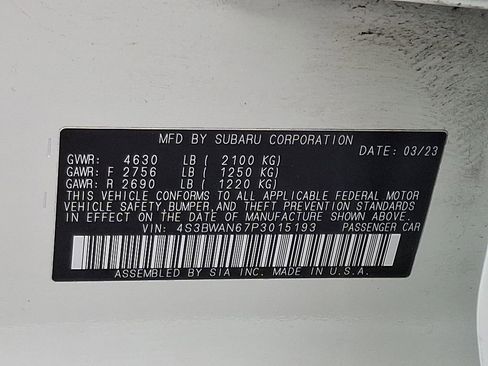 MFD BY SUBARU CORPORATION
DATE: 03/23
GVWR: 4630 LB ( 2100 KG)
GAWR: F 2756 LB ( 1250 KG)
GAWR: R 2690 LB ( 1220 KG)
THIS VEHICLE CONFORMS TO ALL APPLICABLE FEDERAL MOTOR
VEHICLE SAFETY,BUMPER,AND THEFT PREVENTION STANDARDS
IN EFFECT ON THE DATE OF MANUFACTURE SHOWN ABOVE.
VIN: 4S3BWAN67P3015193 PASSENGER CAR
ASSEMBLED BY SIA INC. MADE IN U.S.A.